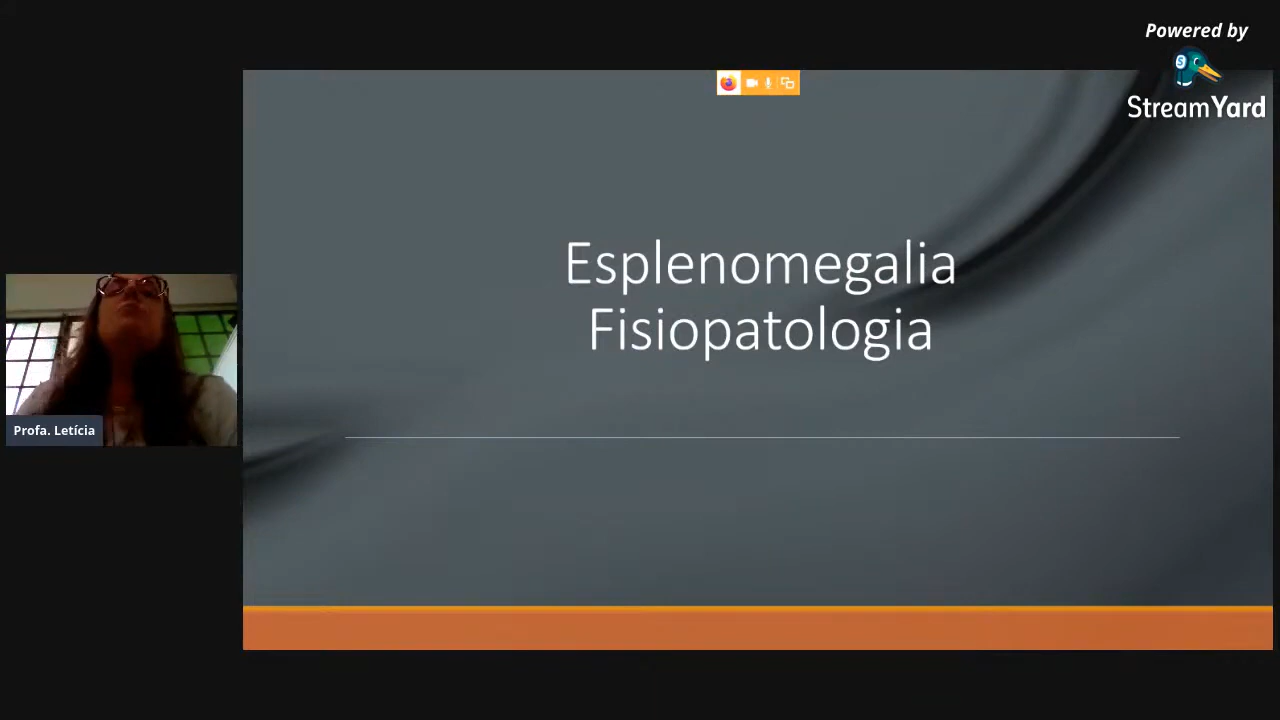 Powered by
StreamYard
Esplenomegalia
Fisiopatologia
Profa. Letícia